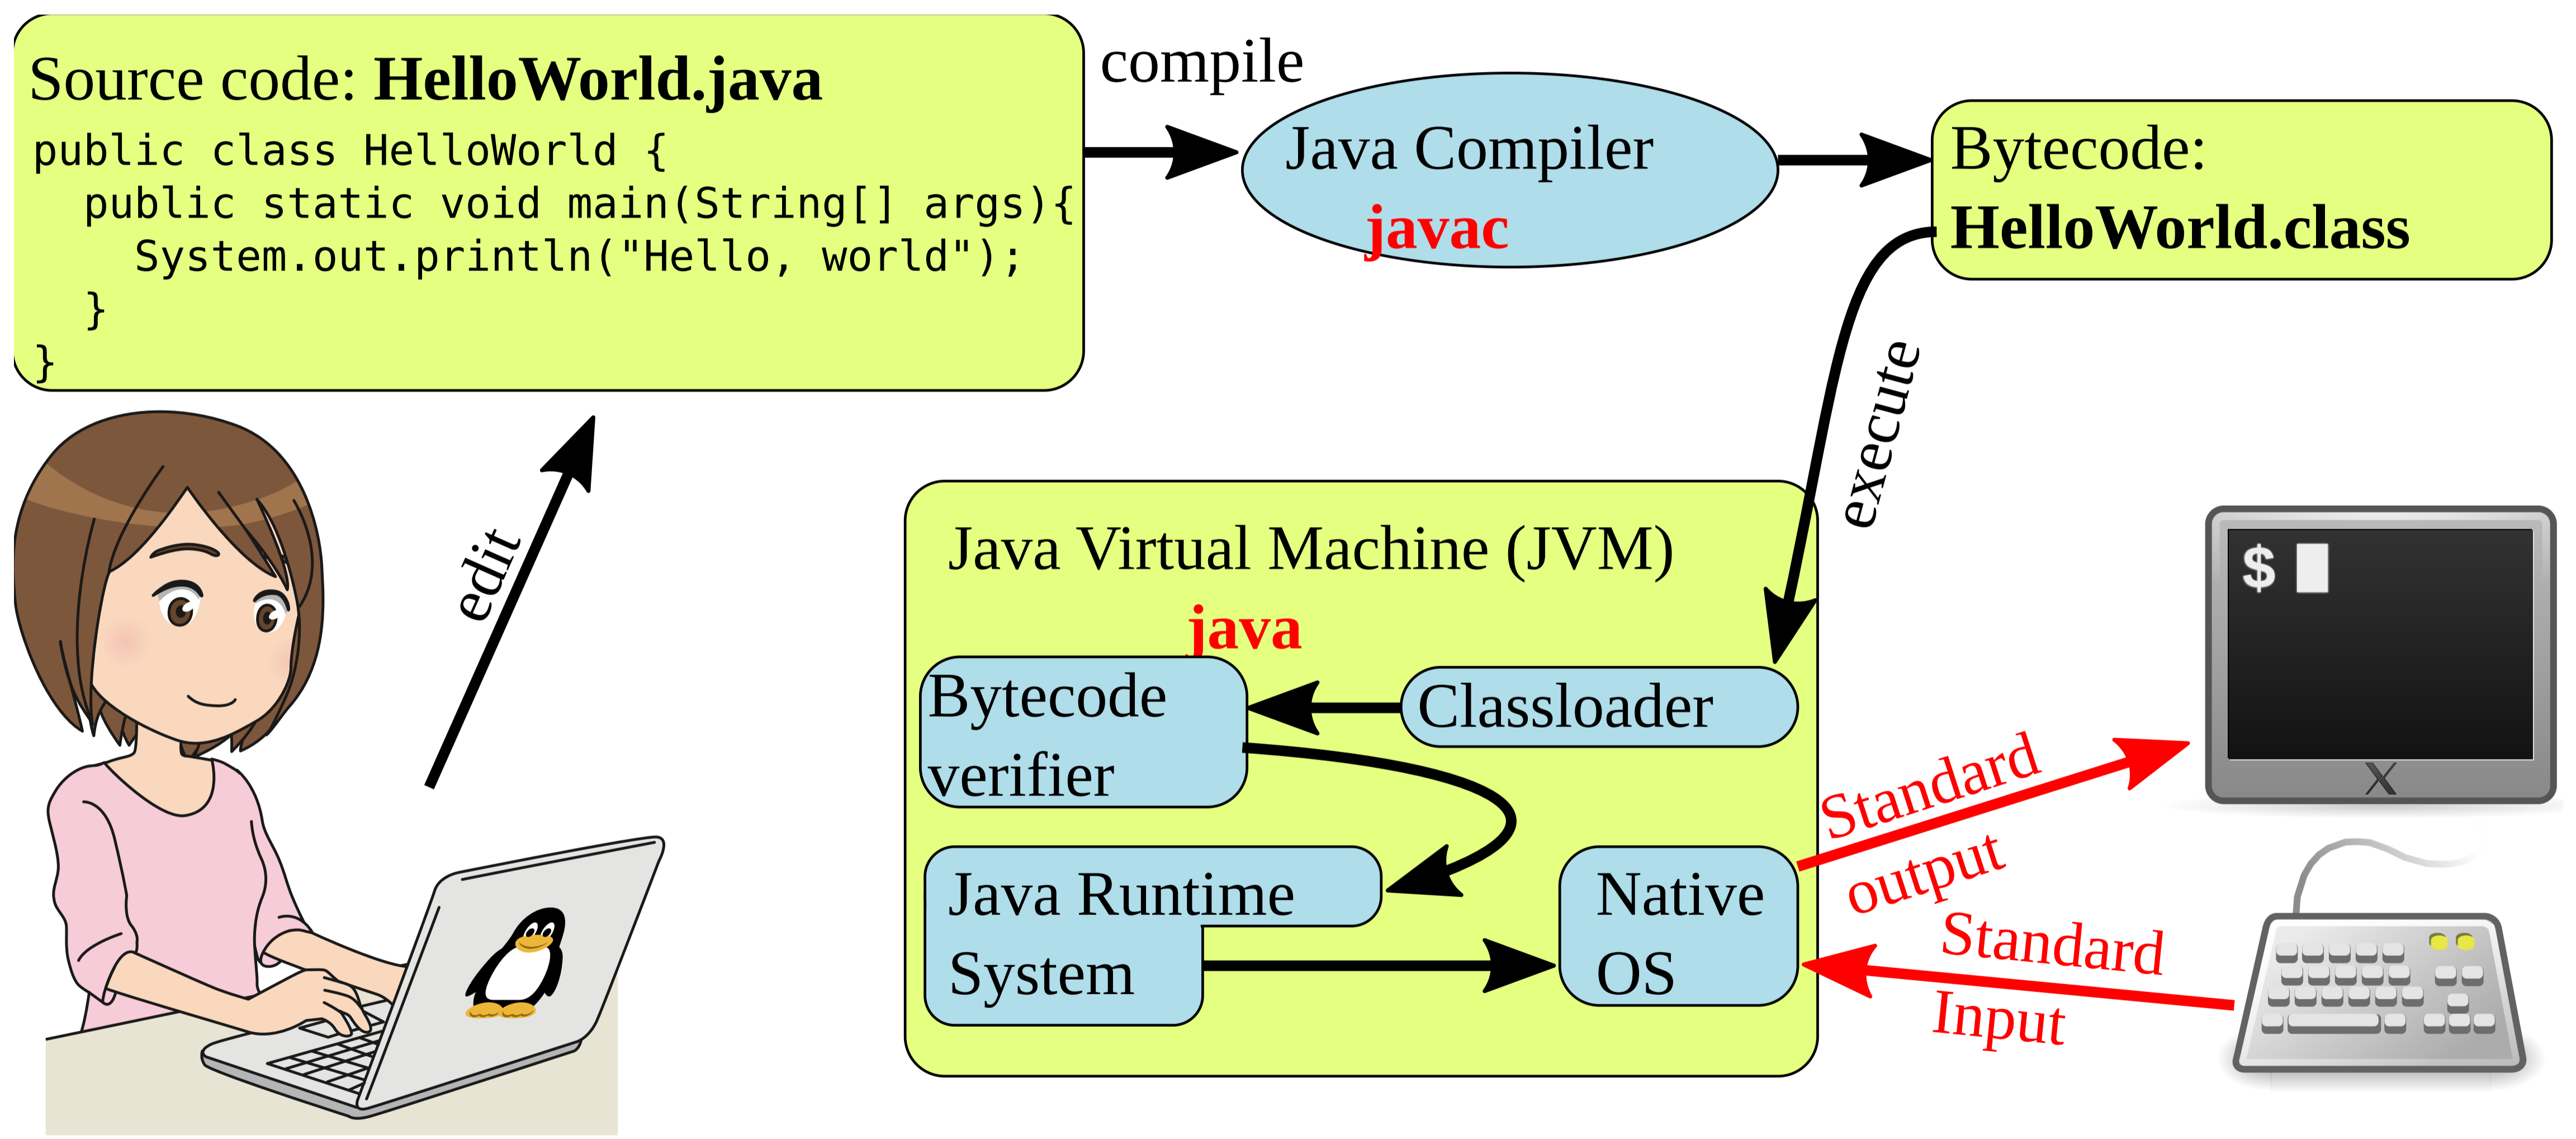 Source code: HelloWorld.java
public class HelloWorld {
  public static void main(String[] args){
    System.out.println("Hello, world");
  }
}
compile
Java Compiler
javac
Bytecode:
HelloWorld.class
edit
execute
Java Virtual Machine (JVM)
java
Classloader
Bytecode
verifier
Java Runtime
System
Native
OS
Standard
output
Standard
Input
$
X